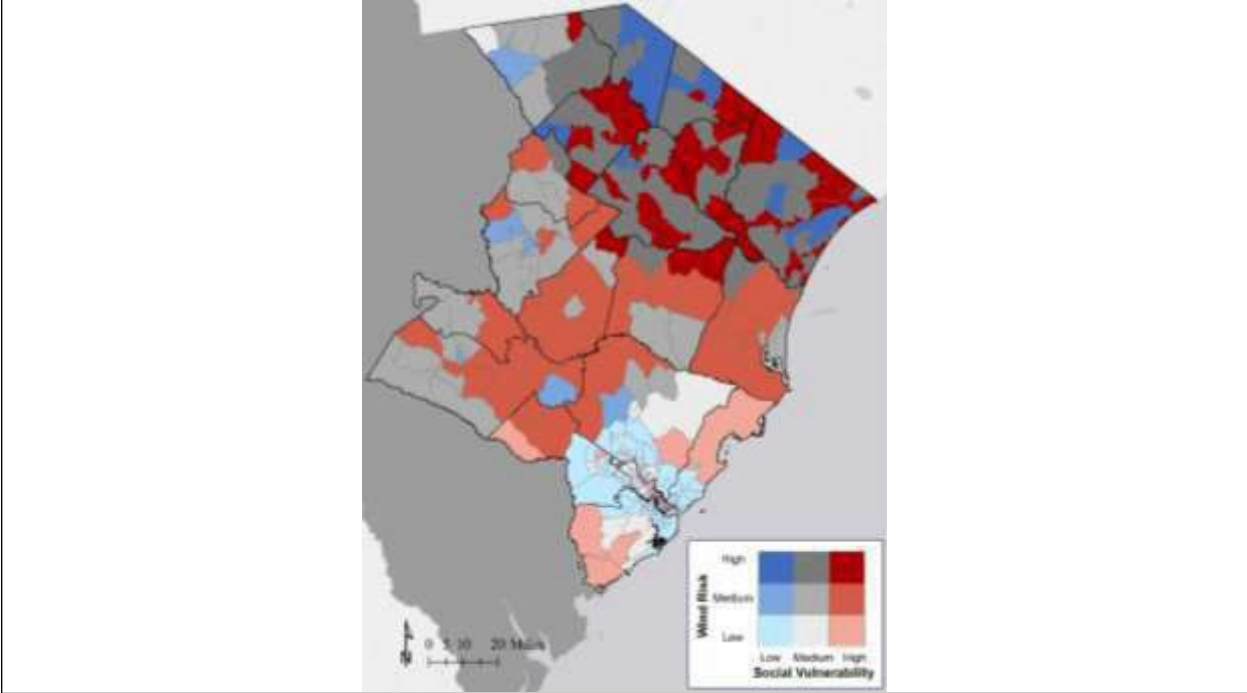 N
0 5 10 20 Miles
Wind Risk
High
Medium
Low
Low Medium High
Social Vulnerability